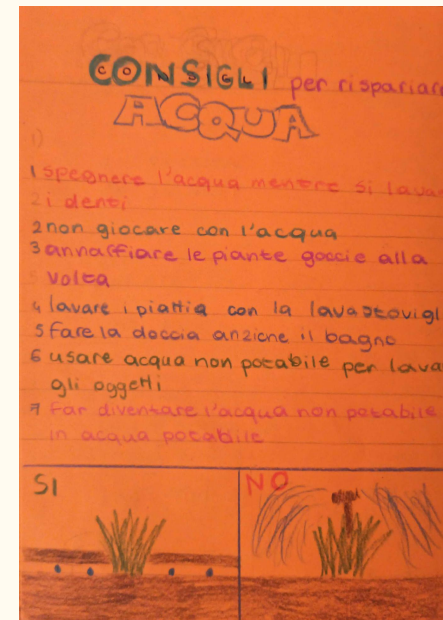 CONSIGLI per rispariar
ACQUA
1 spegnere l'acqua mentre si lava
i denti
2 non giocare con l'acqua
3 annaffiare le piante goccie alla
volta
4 lavare i piattia con la lavastovigl
5 fare la doccia anziche il bagno
6 usare acqua non potabile per lava
gli oggetti
7 far diventare l'acqua non potabile
in acqua potabile
SI
NO